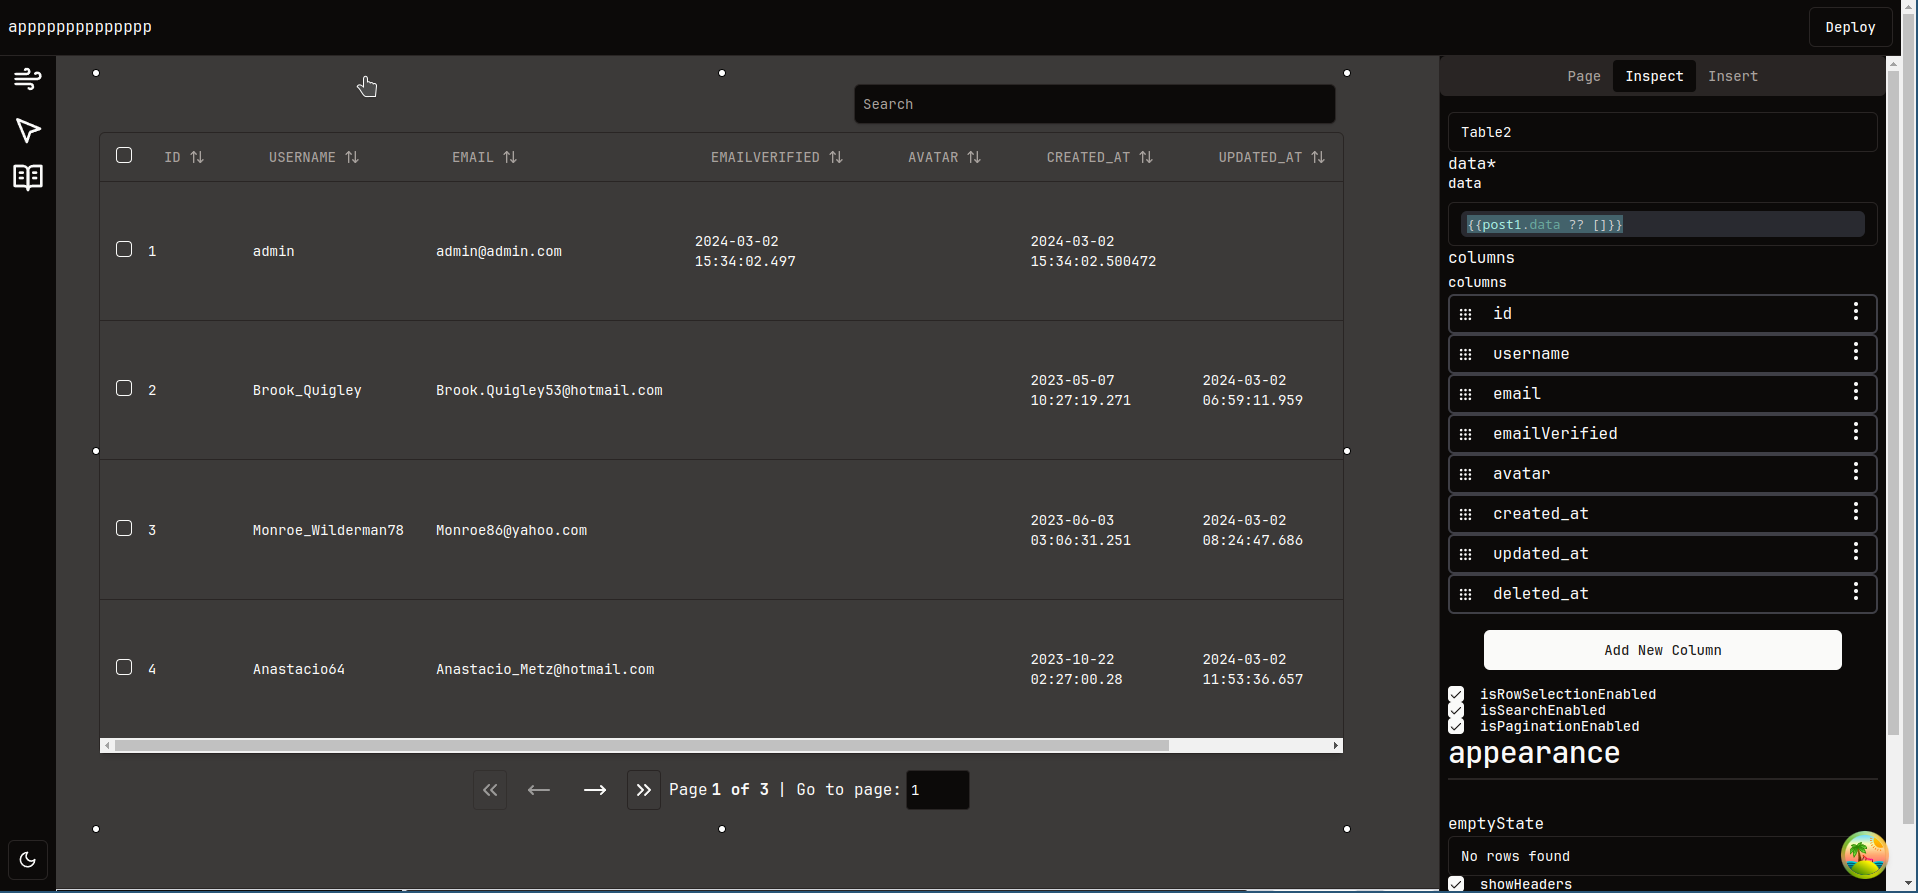 apppppppppppppp
Deploy
Page Inspect Insert
Search
ID USERNAME EMAIL EMAILVERIFIED AVATAR CREATED_AT UPDATED_AT
1 admin admin@admin.com 2024-03-02 15:34:02.497 2024-03-02 15:34:02.500472
2 Brook_Quigley Brook.Quigley53@hotmail.com 2023-05-07 10:27:19.271 2024-03-02 06:59:11.959
3 Monroe_Wilderman78 Monroe86@yahoo.com 2023-06-03 03:06:31.251 2024-03-02 08:24:47.686
4 Anastacio64 Anastacio_Metz@hotmail.com 2023-10-22 02:27:00.28 2024-03-02 11:53:36.657
Page 1 of 3 | Go to page: 1
Table2
data*
data
{{post1.data ?? []}}
columns
columns
id
username
email
emailVerified
avatar
created_at
updated_at
deleted_at
Add New Column
isRowSelectionEnabled
isSearchEnabled
isPaginationEnabled
appearance
emptyState
No rows found
showHeaders